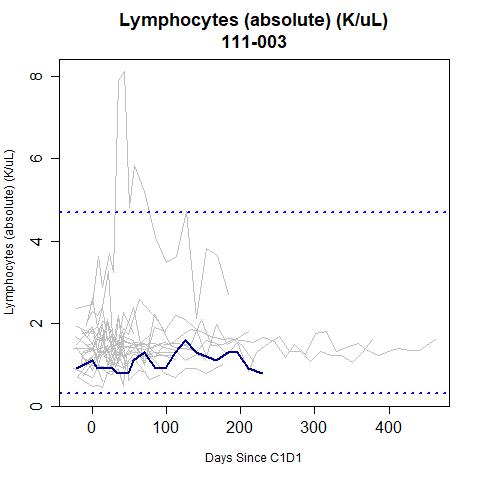 Lymphocytes (absolute) (K/uL)
111-003
Lymphocytes (absolute) (K/uL)
8
6
4
2
0
0 100 200 300 400
Days Since C1D1